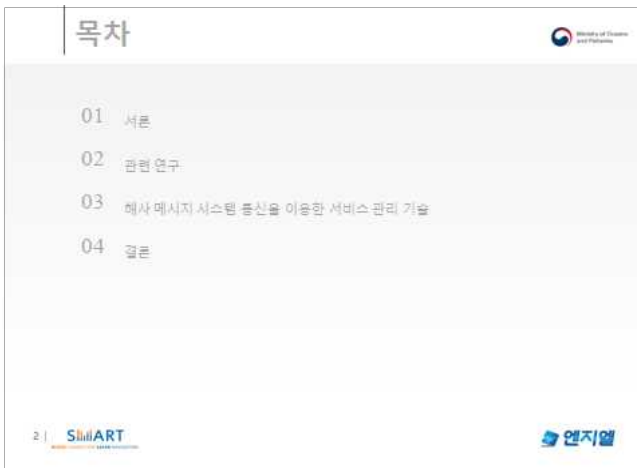 목차
Ministry of Oceans
and Fisheries
01 서론
02 관련 연구
03 해사 메시지 시스템 통신을 이용한 서비스 관리 기술
04 결론
2 |
SMART
엔지엘